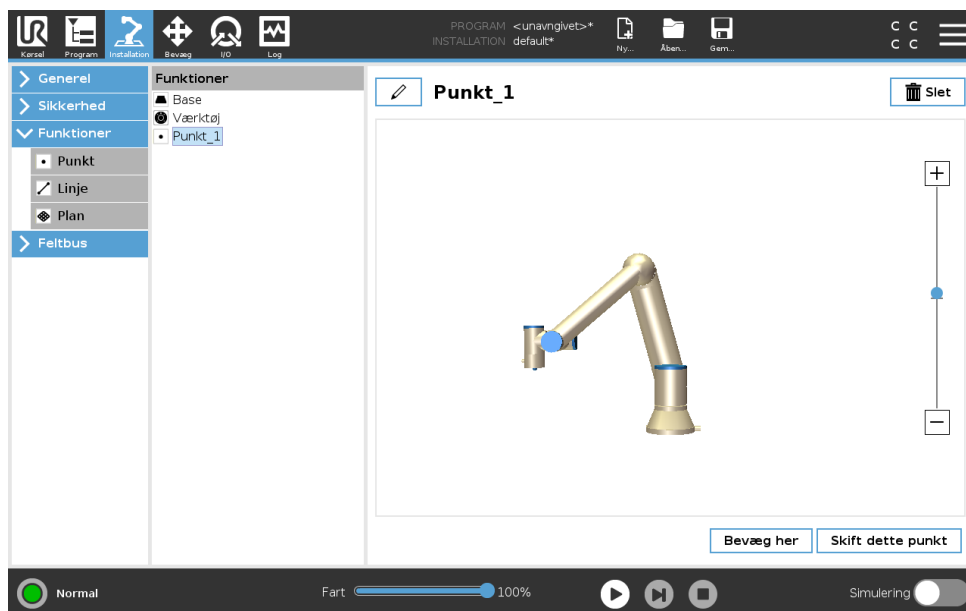 PROGRAM <unavngivet>*
INSTALLATION default*
Kørsel Program Installation Bevæg I/O Log Ny... Åben... Gem...
C C
C C
Generel
Sikkerhed
Funktioner
Punkt
Linje
Plan
Feltbus
Funktioner
Base
Værktøj
Punkt_1
Punkt_1
Slet
Bevæg her Skift dette punkt
Normal Fart 100% Simulering